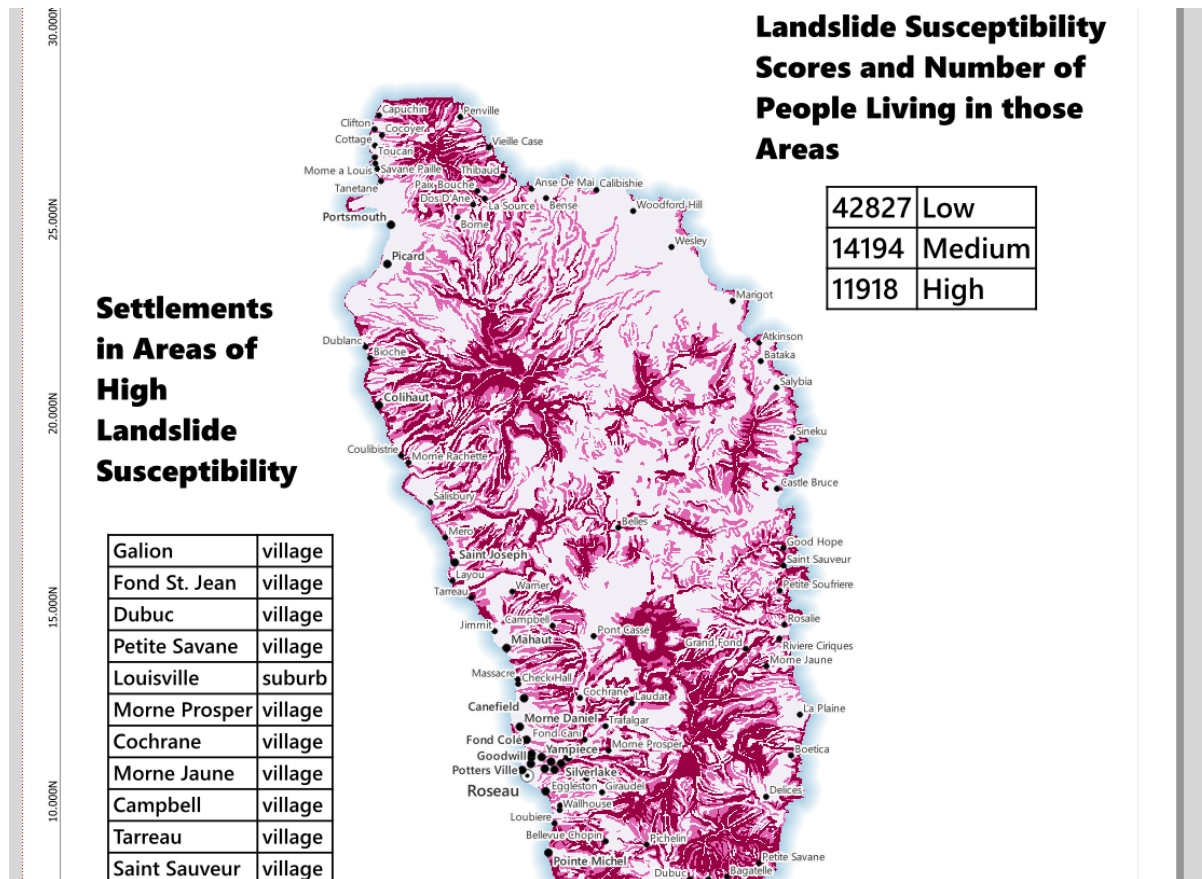 30.000N
Landslide Susceptibility
Scores and Number of
People Living in those
Areas
42827 Low
14194 Medium
11918 High
25.000N
Settlements
in Areas of
High
Landslide
Susceptibility
20.000N
Galion village
Fond St. Jean village
Dubuc village
Petite Savane village
Louisville suburb
Morne Prosper village
Cochrane village
Morne Jaune village
Campbell village
Tarreau village
Saint Sauveur village
15.000N
10.000N
Capuchin
Penville
Clifton
Cocoyer
Cottage
Vieille Case
Toucari
Morne a Louis
Savane Paille
Thibaud
Tanetane
Paix Bouche
Anse De Mai
Calibishie
Dos D'Ane
La Source
Bense
Woodford Hill
Portsmouth
Borne
Wesley
Picard
Marigot
Dublanc
Bioche
Atkinson
Bataka
Salybia
Colihaut
Sineku
Coulibistrie
Morne Rachette
Castle Bruce
Salisbury
Belles
Mero
Good Hope
Saint Joseph
Saint Sauveur
Layou
Petite Soufriere
Tarreau
Warner
Jimmit
Campbell
Pont Casse
Rosalie
Mahaut
Grand Fond
Riviere Ciriques
Morne Jaune
Massacre
Check Hall
Cochrane
Laudat
Canefield
La Plaine
Morne Daniel
Trafalgar
Fond Cole
Fond Cani
Morne Prosper
Goodwill
Yampiece
Boetica
Potters Ville
Silverlake
Roseau
Eggleston
Giraudel
Delices
Wallhouse
Loubiere
Bellevue Chopin
Pichelin
Pointe Michel
Petite Savane
Dubuc
Bagatelle